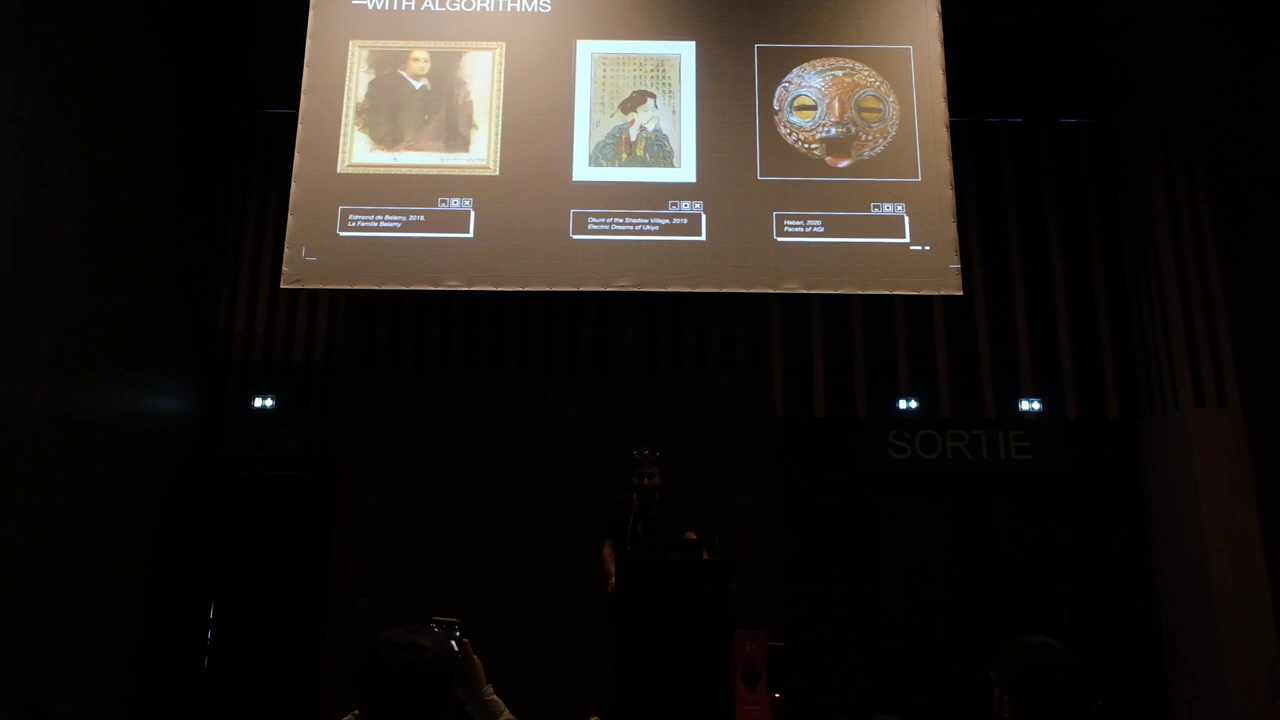 —WITH ALGORITHMS
Edmond de Belamy, 2018,
La Famille Belamy
Okuni of the Shadow Village, 2019
Electric Dreams of Ukiyo
Habari, 2020
Facets of AGI
SORTIE